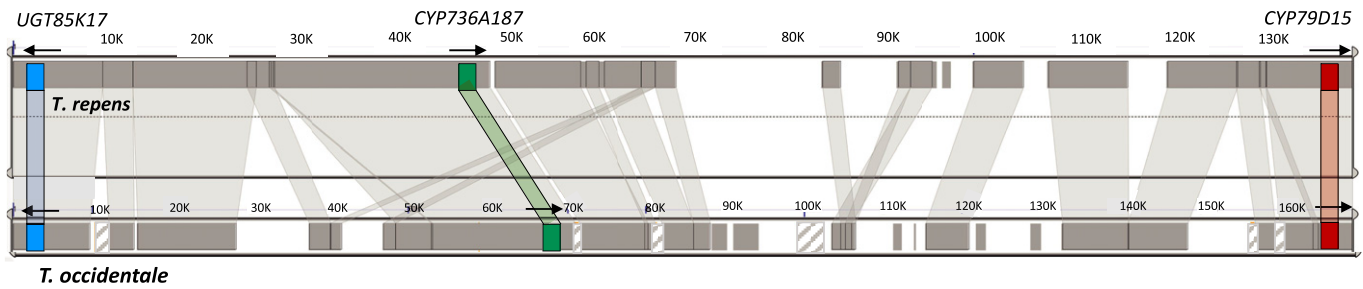 UGT85K17 CYP736A187 CYP79D15
10K 20K 30K 40K 50K 60K 70K 80K 90K 100K 110K 120K 130K
T. repens
10K 20K 30K 40K 50K 60K 70K 80K 90K 100K 110K 120K 130K 140K 150K 160K
T. occidentale